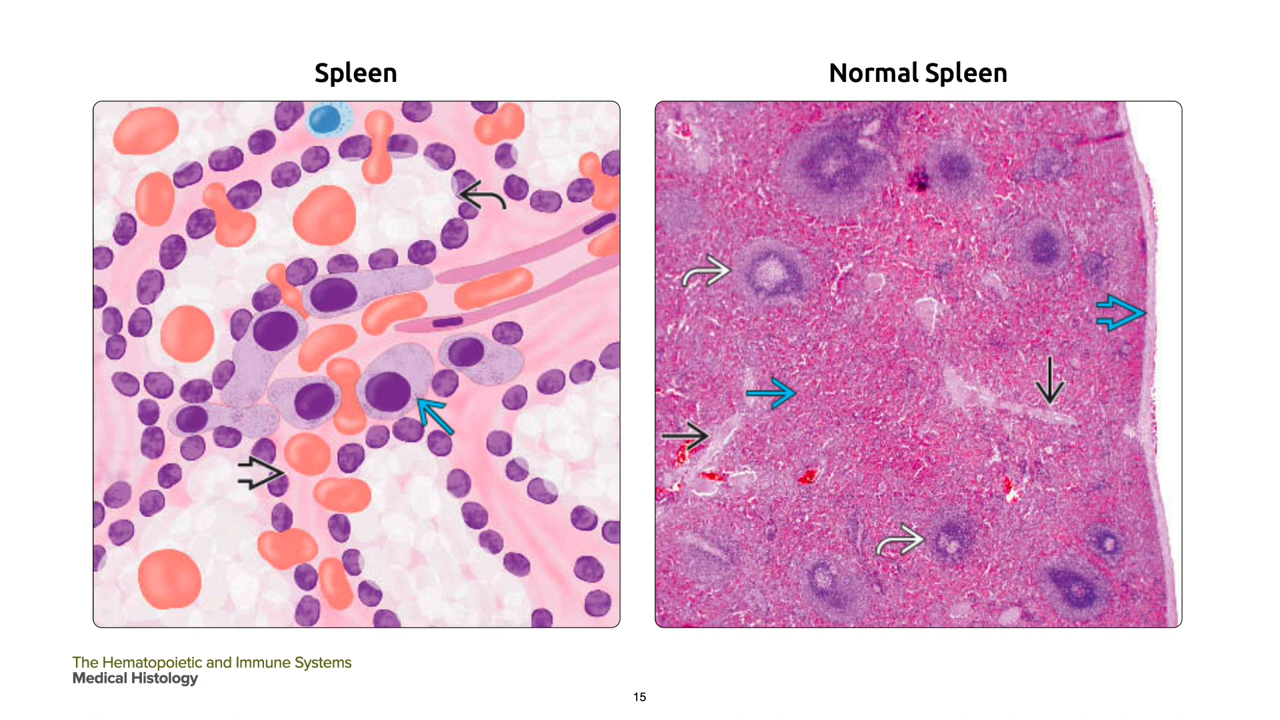 Spleen
Normal Spleen
The Hematopoietic and Immune Systems
Medical Histology
15